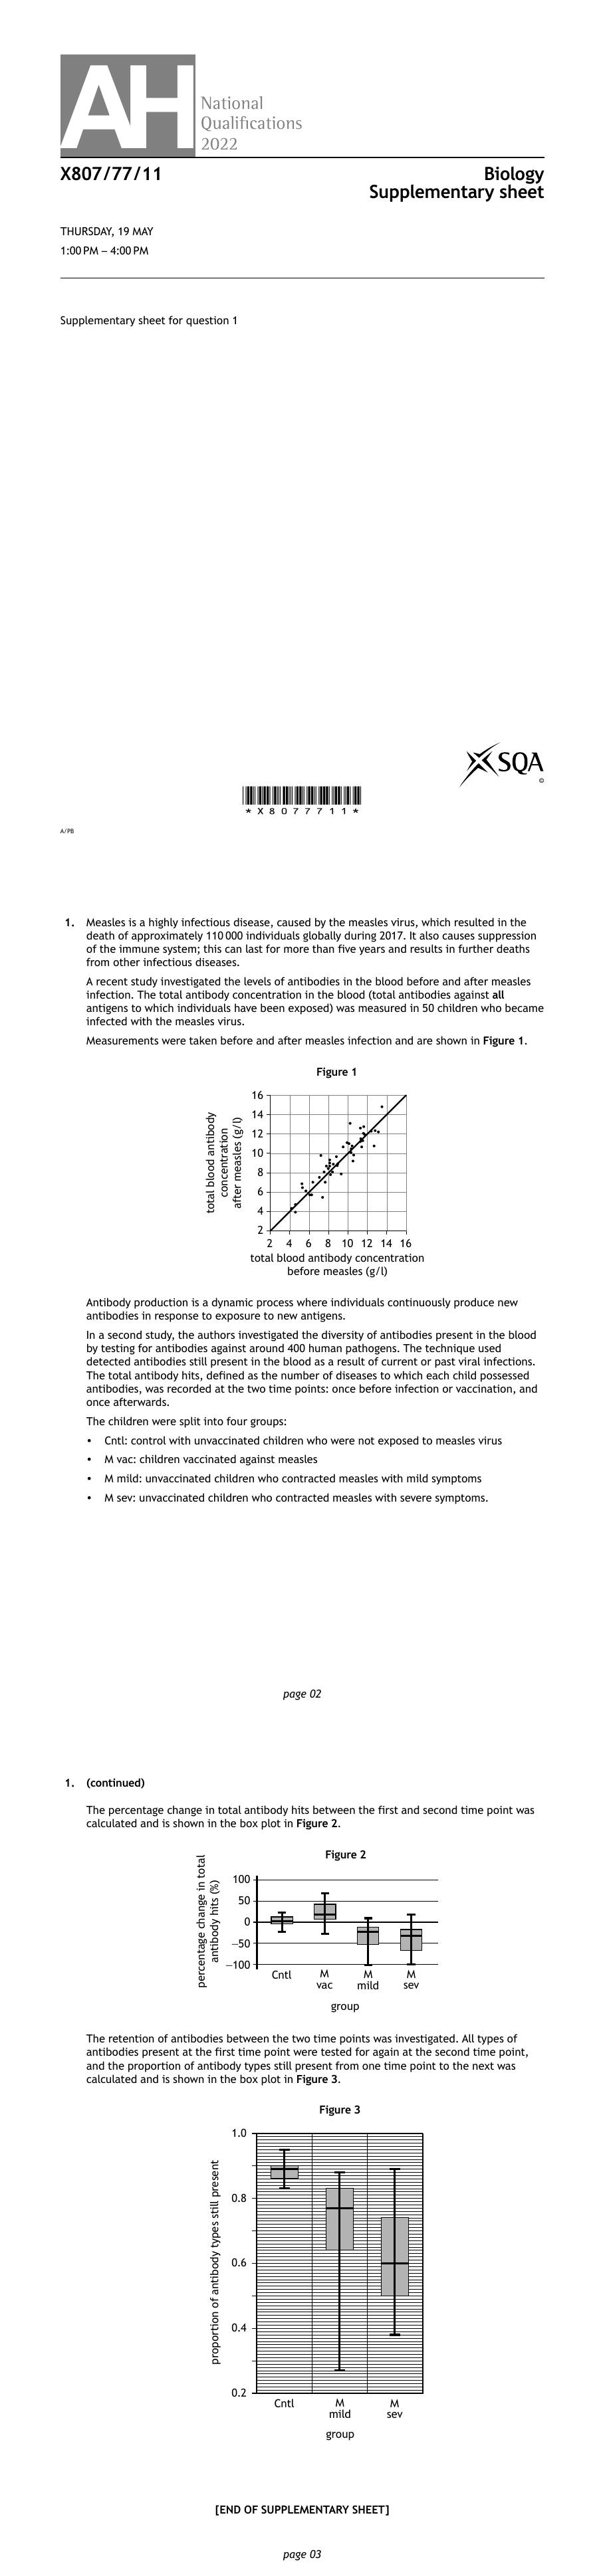 AH
National
Qualifications
2022
X807/77/11
Biology
Supplementary sheet
THURSDAY, 19 MAY
1:00 PM – 4:00 PM
Supplementary sheet for question 1
SQA
©
*X8077711*
A/PB
1. Measles is a highly infectious disease, caused by the measles virus, which resulted in the
death of approximately 110 000 individuals globally during 2017. It also causes suppression
of the immune system; this can last for more than five years and results in further deaths
from other infectious diseases.
A recent study investigated the levels of antibodies in the blood before and after measles
infection. The total antibody concentration in the blood (total antibodies against all
antigens to which individuals have been exposed) was measured in 50 children who became
infected with the measles virus.
Measurements were taken before and after measles infection and are shown in Figure 1.
Figure 1
total blood antibody
concentration
after measles (g/l)
16
14
12
10
8
6
4
2
2 4 6 8 10 12 14 16
total blood antibody concentration
before measles (g/l)
Antibody production is a dynamic process where individuals continuously produce new
antibodies in response to exposure to new antigens.
In a second study, the authors investigated the diversity of antibodies present in the blood
by testing for antibodies against around 400 human pathogens. The technique used
detected antibodies still present in the blood as a result of current or past viral infections.
The total antibody hits, defined as the number of diseases to which each child possessed
antibodies, was recorded at the two time points: once before infection or vaccination, and
once afterwards.
The children were split into four groups:
• Cntl: control with unvaccinated children who were not exposed to measles virus
• M vac: children vaccinated against measles
• M mild: unvaccinated children who contracted measles with mild symptoms
• M sev: unvaccinated children who contracted measles with severe symptoms.
page 02
1. (continued)
The percentage change in total antibody hits between the first and second time point was
calculated and is shown in the box plot in Figure 2.
Figure 2
percentage change in total
antibody hits (%)
100
50
0
−50
−100
Cntl M M M
vac mild sev
group
The retention of antibodies between the two time points was investigated. All types of
antibodies present at the first time point were tested for again at the second time point,
and the proportion of antibody types still present from one time point to the next was
calculated and is shown in the box plot in Figure 3.
Figure 3
proportion of antibody types still present
1.0
0.8
0.6
0.4
0.2
Cntl M M
mild sev
group
[END OF SUPPLEMENTARY SHEET]
page 03